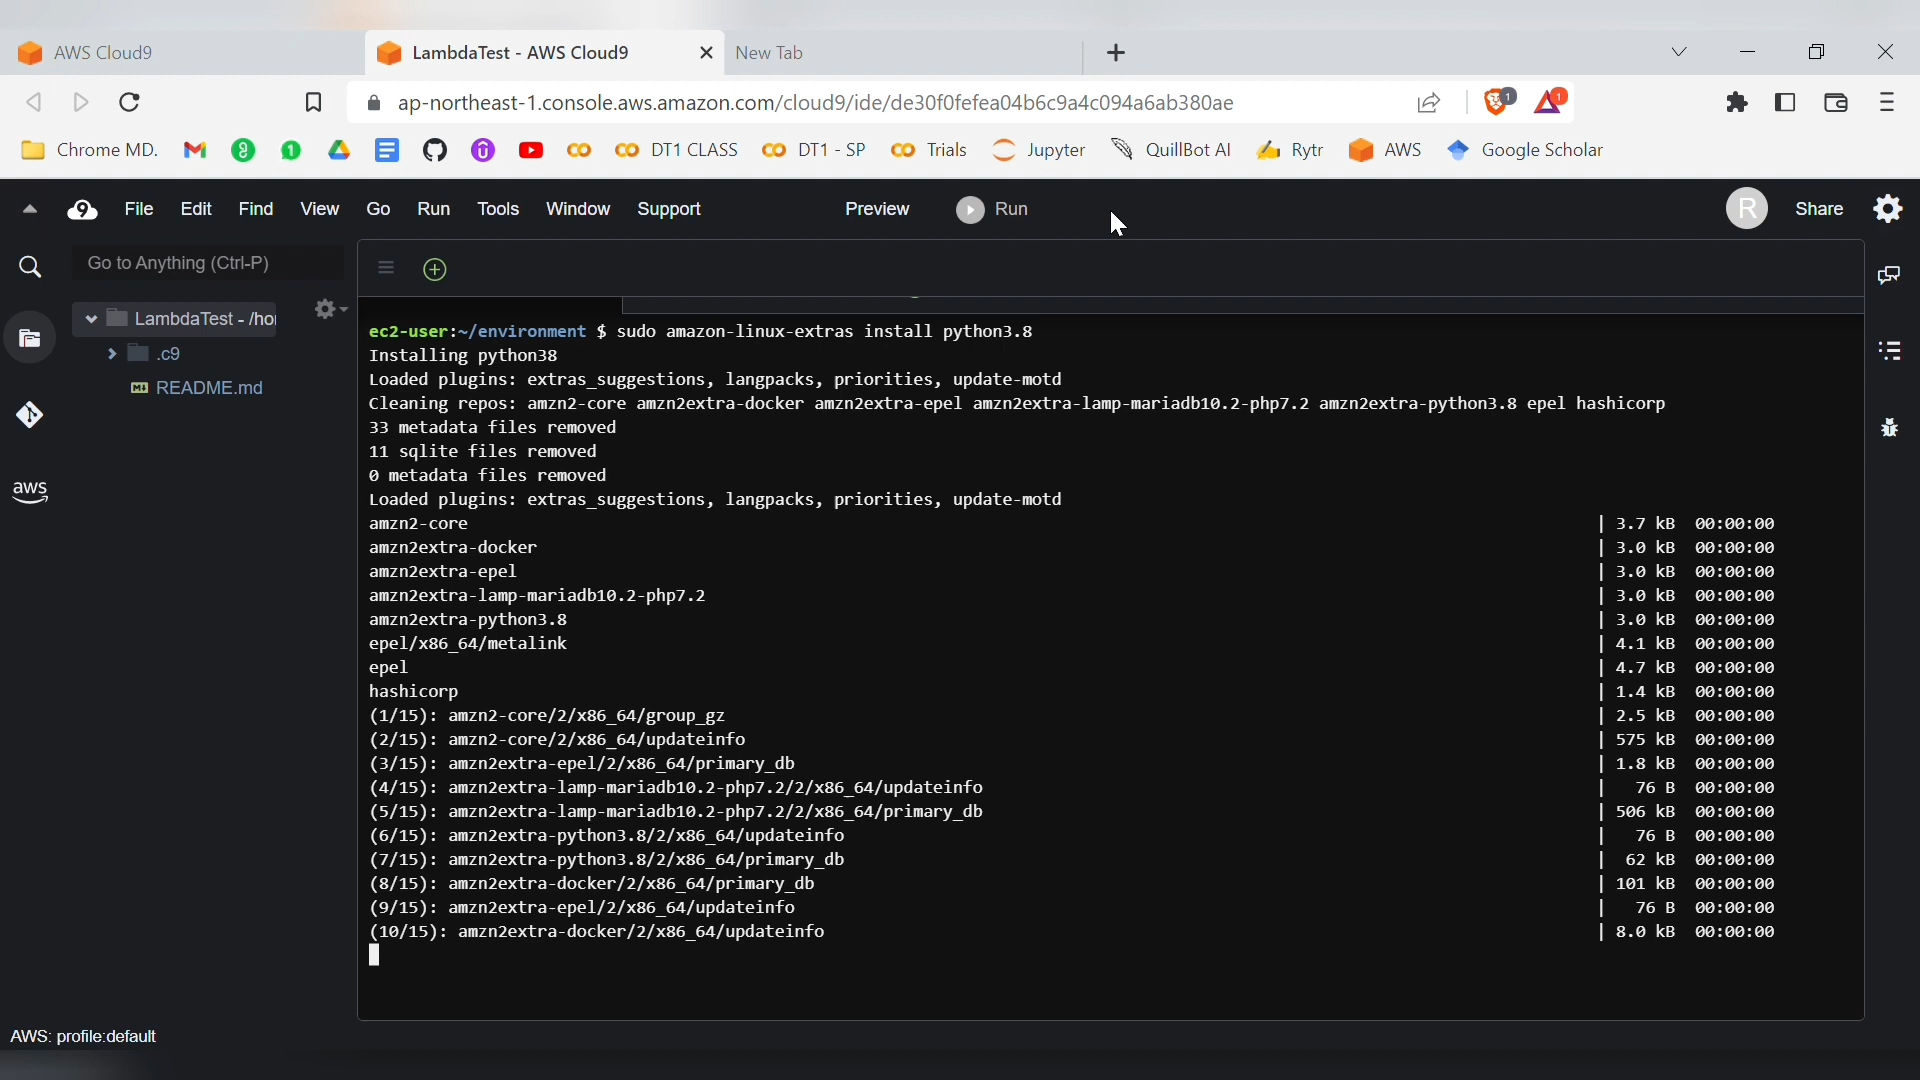 AWS Cloud9
LambdaTest - AWS Cloud9
New Tab
ap-northeast-1.console.aws.amazon.com/cloud9/ide/de30f0fefea04b6c9a4c094a6ab380ae
1
1
Chrome MD.
DT1 CLASS
DT1 - SP
Trials
Jupyter
QuillBot AI
Rytr
AWS
Google Scholar
9 File Edit Find View Go Run Tools Window Support Preview Run R Share
Go to Anything (Ctrl-P)
LambdaTest - /ho
.c9
README.md
aws
ec2-user:~/environment $ sudo amazon-linux-extras install python3.8
Installing python38
Loaded plugins: extras_suggestions, langpacks, priorities, update-motd
Cleaning repos: amzn2-core amzn2extra-docker amzn2extra-epel amzn2extra-lamp-mariadb10.2-php7.2 amzn2extra-python3.8 epel hashicorp
33 metadata files removed
11 sqlite files removed
0 metadata files removed
Loaded plugins: extras_suggestions, langpacks, priorities, update-motd
amzn2-core | 3.7 kB 00:00:00
amzn2extra-docker | 3.0 kB 00:00:00
amzn2extra-epel | 3.0 kB 00:00:00
amzn2extra-lamp-mariadb10.2-php7.2 | 3.0 kB 00:00:00
amzn2extra-python3.8 | 3.0 kB 00:00:00
epel/x86_64/metalink | 4.1 kB 00:00:00
epel | 4.7 kB 00:00:00
hashicorp | 1.4 kB 00:00:00
(1/15): amzn2-core/2/x86_64/group_gz | 2.5 kB 00:00:00
(2/15): amzn2-core/2/x86_64/updateinfo | 575 kB 00:00:00
(3/15): amzn2extra-epel/2/x86_64/primary_db | 1.8 kB 00:00:00
(4/15): amzn2extra-lamp-mariadb10.2-php7.2/2/x86_64/updateinfo | 76 B 00:00:00
(5/15): amzn2extra-lamp-mariadb10.2-php7.2/2/x86_64/primary_db | 506 kB 00:00:00
(6/15): amzn2extra-python3.8/2/x86_64/updateinfo | 76 B 00:00:00
(7/15): amzn2extra-python3.8/2/x86_64/primary_db | 62 kB 00:00:00
(8/15): amzn2extra-docker/2/x86_64/primary_db | 101 kB 00:00:00
(9/15): amzn2extra-epel/2/x86_64/updateinfo | 76 B 00:00:00
(10/15): amzn2extra-docker/2/x86_64/updateinfo | 8.0 kB 00:00:00
AWS: profile:default